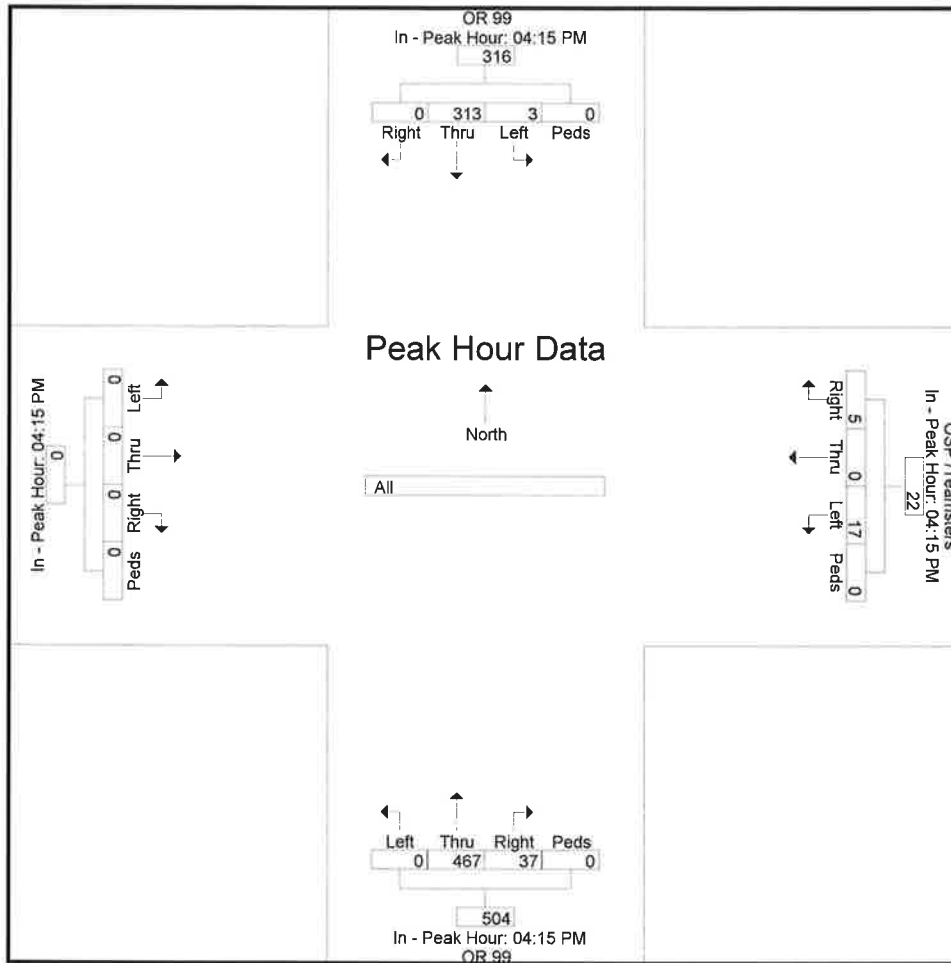 OR 99
In - Peak Hour: 04:15 PM
316
0 313 3 0
Right Thru Left Peds
Peak Hour Data
North
All
In - Peak Hour: 04:15 PM
0
0 0 0 0
Left Thru Right Peds
In - Peak Hour: 04:15 PM
22
5 0 17 0
Right Thru Left Peds
Left Thru Right Peds
0 467 37 0
504
In - Peak Hour: 04:15 PM
OR 99